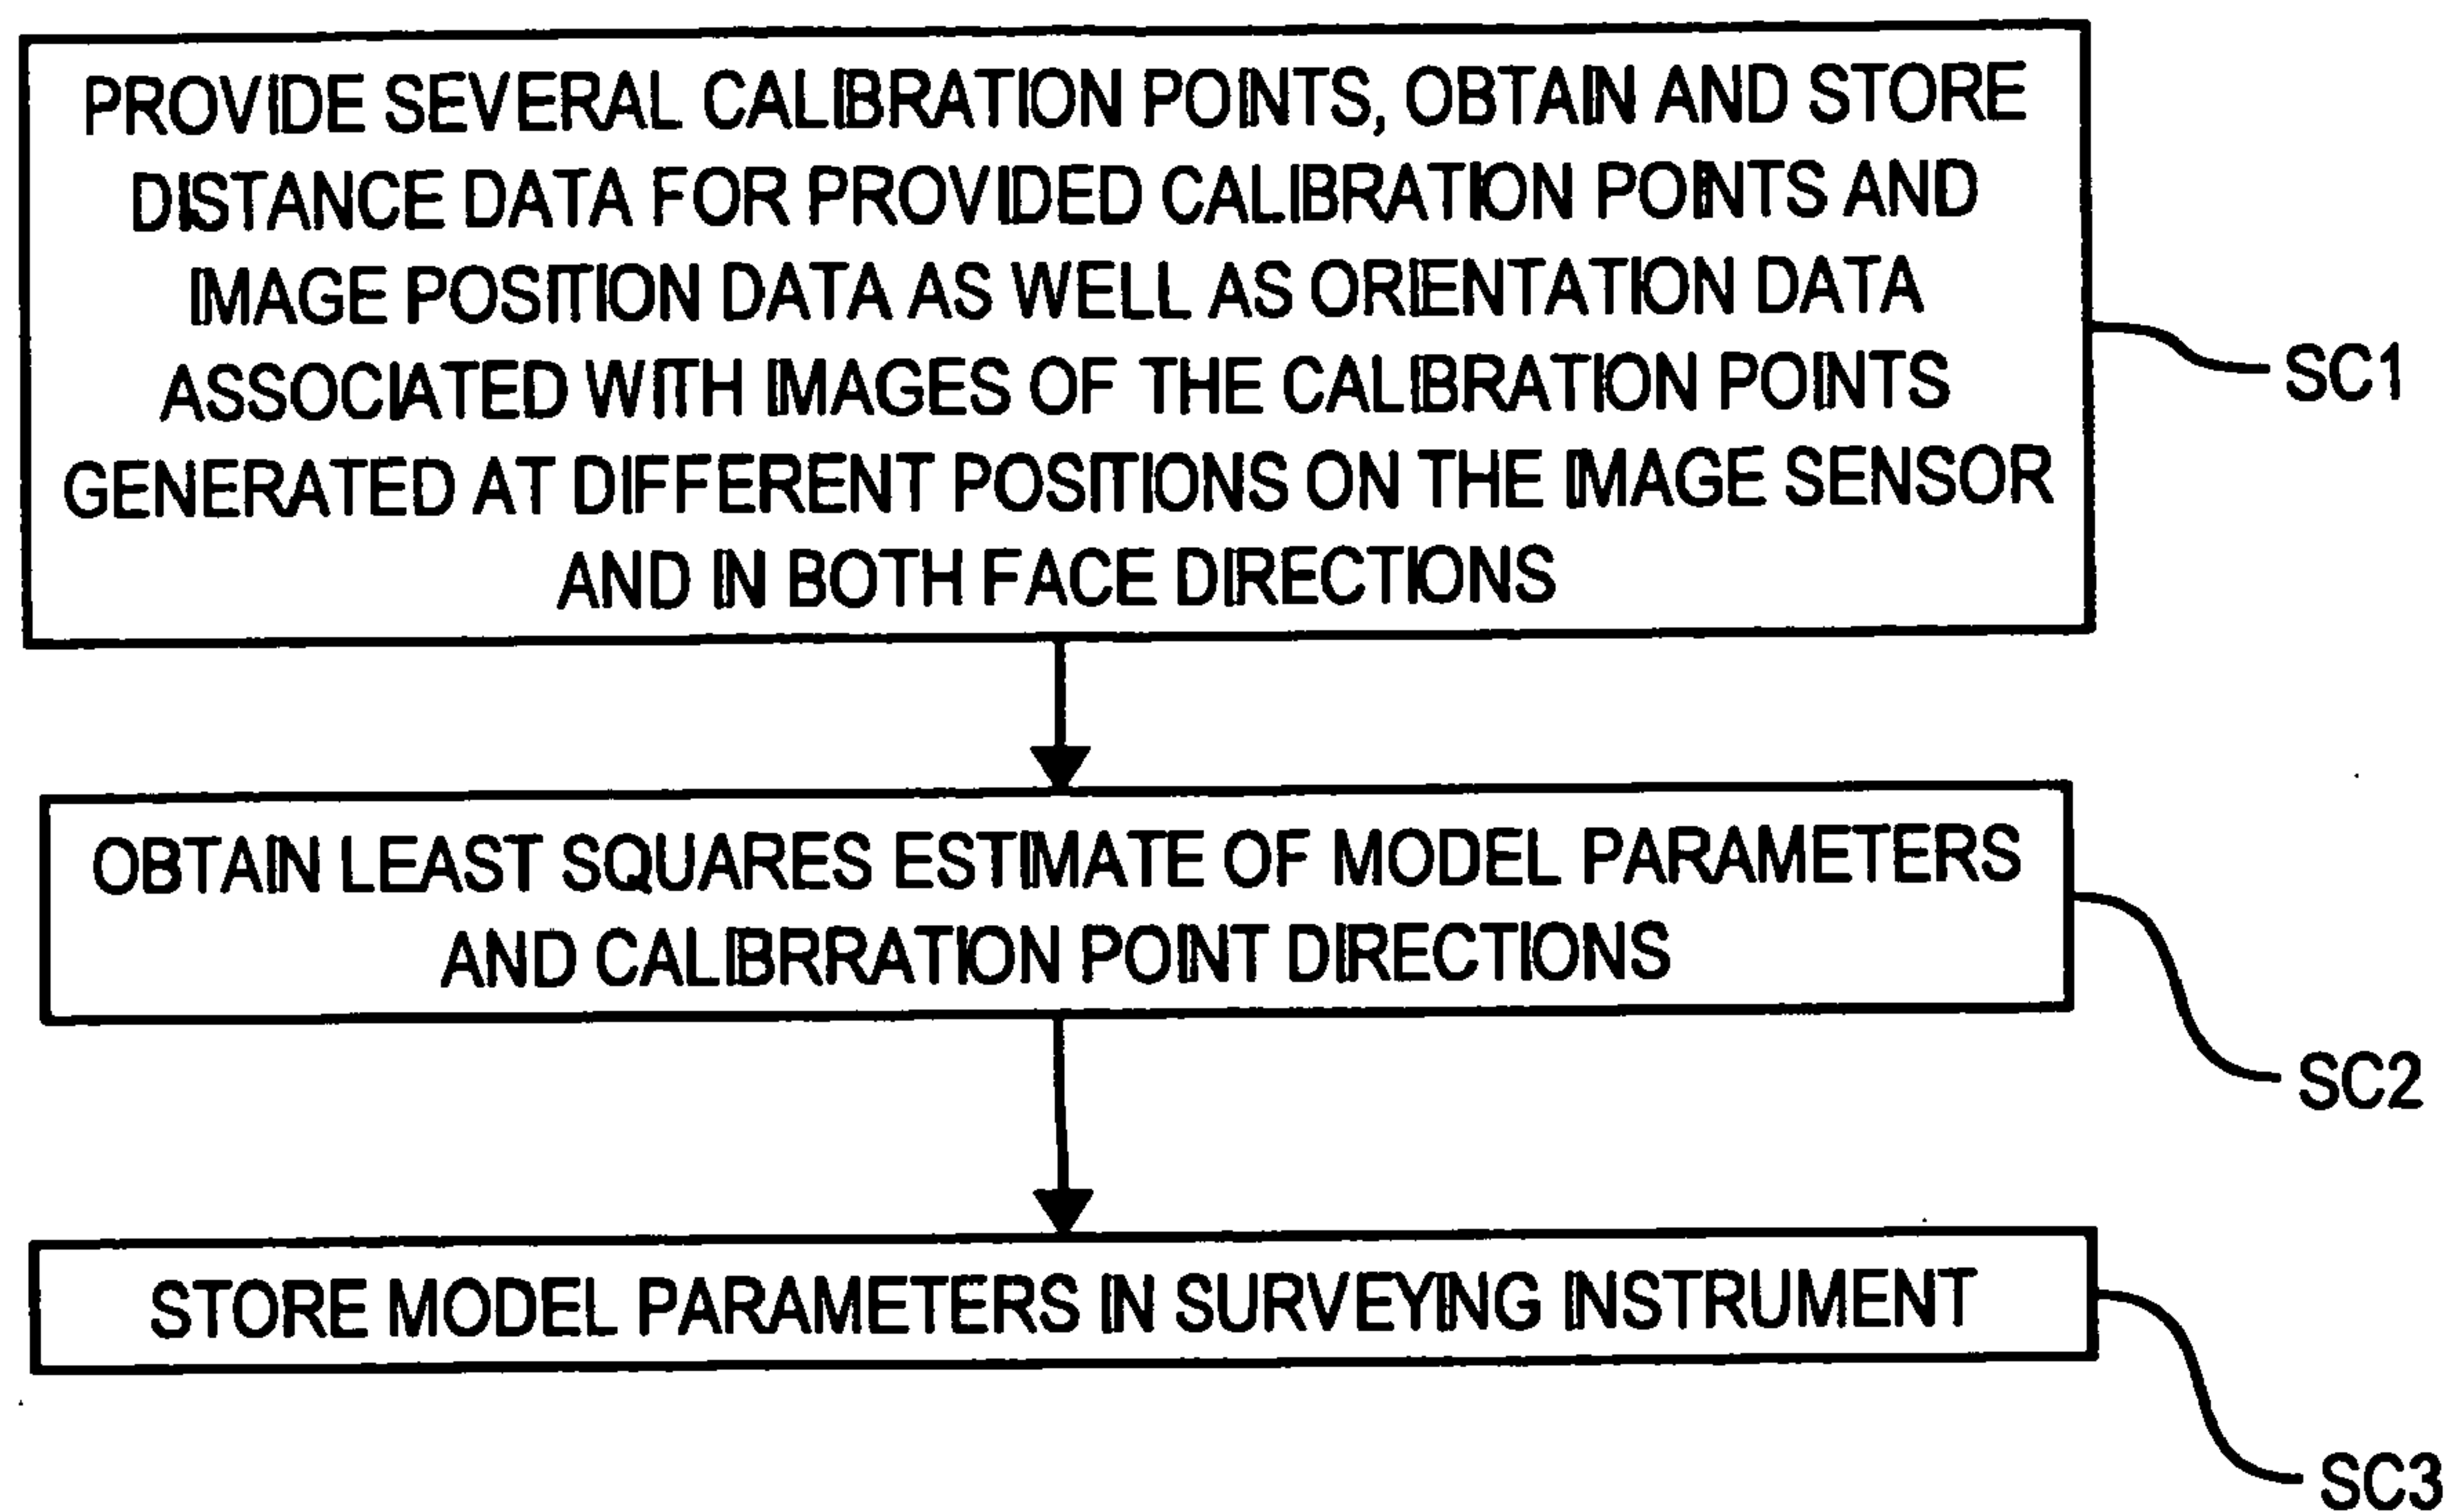 PROVIDE SEVERAL CALIBRATION POINTS, OBTAIN AND STORE
DISTANCE DATA FOR PROVIDED CALIBRATION POINTS AND
IMAGE POSITION DATA AS WELL AS ORIENTATION DATA
ASSOCIATED WITH IMAGES OF THE CALIBRATION POINTS
GENERATED AT DIFFERENT POSITIONS ON THE IMAGE SENSOR
AND IN BOTH FACE DIRECTIONS
SC1
OBTAIN LEAST SQUARES ESTIMATE OF MODEL PARAMETERS
AND CALIBRRATION POINT DIRECTIONS
SC2
STORE MODEL PARAMETERS IN SURVEYING INSTRUMENT
SC3